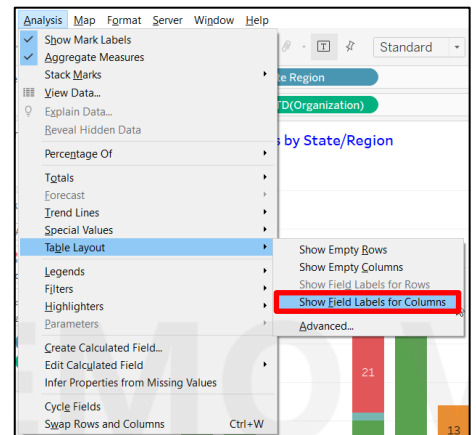 Analysis Map Format Server Window Help
Show Mark Labels
Aggregate Measures
Stack Marks
View Data...
Explain Data...
Reveal Hidden Data
Percentage Of
Totals
Forecast
Trend Lines
Special Values
Table Layout
Legends
Filters
Highlighters
Parameters
Create Calculated Field...
Edit Calculated Field
Infer Properties from Missing Values
Cycle Fields
Swap Rows and Columns Ctrl+W
T Standard
te Region
TD(Organization)
by State/Region
Show Empty Rows
Show Empty Columns
Show Field Labels for Rows
Show Field Labels for Columns
Advanced...
21
13